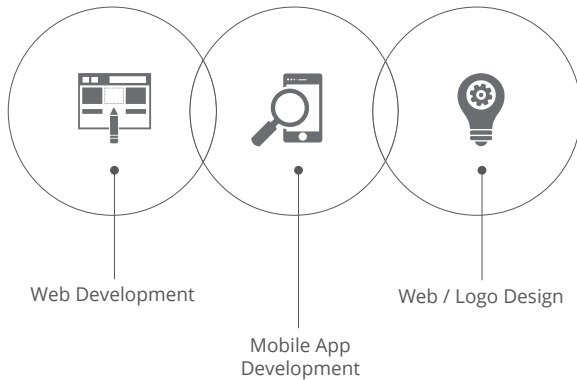 Web Development
Mobile App
Development
Web / Logo Design